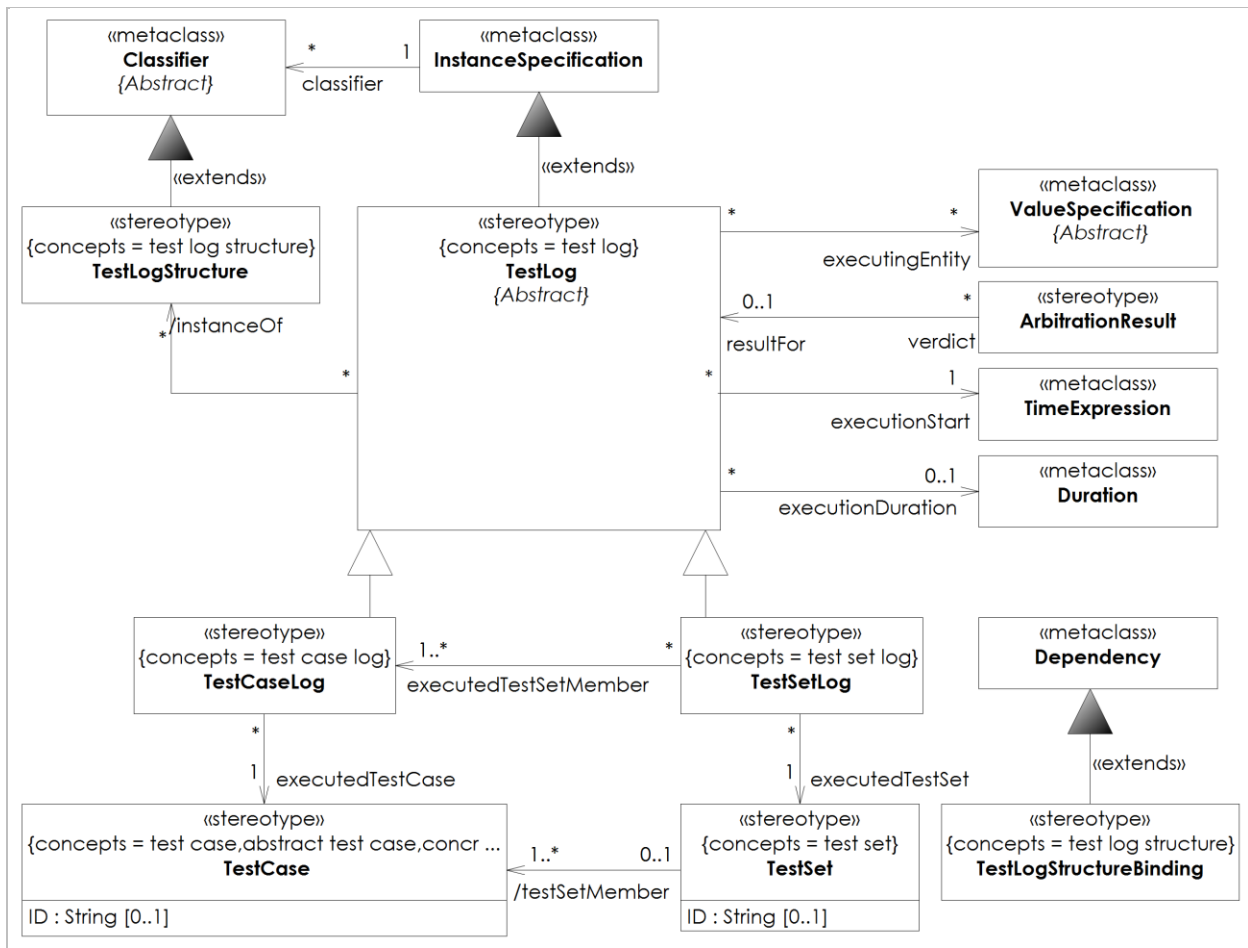 «metaclass»
Classifier
{Abstract}
*
1
classifier
«metaclass»
InstanceSpecification
«extends»
«extends»
«stereotype»
{concepts = test log structure}
TestLogStructure
/instanceOf
*
*
«stereotype»
{concepts = test log}
TestLog
{Abstract}
*
*
executingEntity
«metaclass»
ValueSpecification
{Abstract}
0..1
*
resultFor
verdict
«stereotype»
ArbitrationResult
*
1
executionStart
«metaclass»
TimeExpression
*
0..1
executionDuration
«metaclass»
Duration
«stereotype»
{concepts = test case log}
TestCaseLog
1..*
*
executedTestSetMember
«stereotype»
{concepts = test set log}
TestSetLog
«metaclass»
Dependency
*
1
executedTestCase
*
1
executedTestSet
«extends»
«stereotype»
{concepts = test case,abstract test case,concr ...
TestCase
ID : String [0..1]
1..*
0..1
/testSetMember
«stereotype»
{concepts = test set}
TestSet
ID : String [0..1]
«stereotype»
{concepts = test log structure}
TestLogStructureBinding